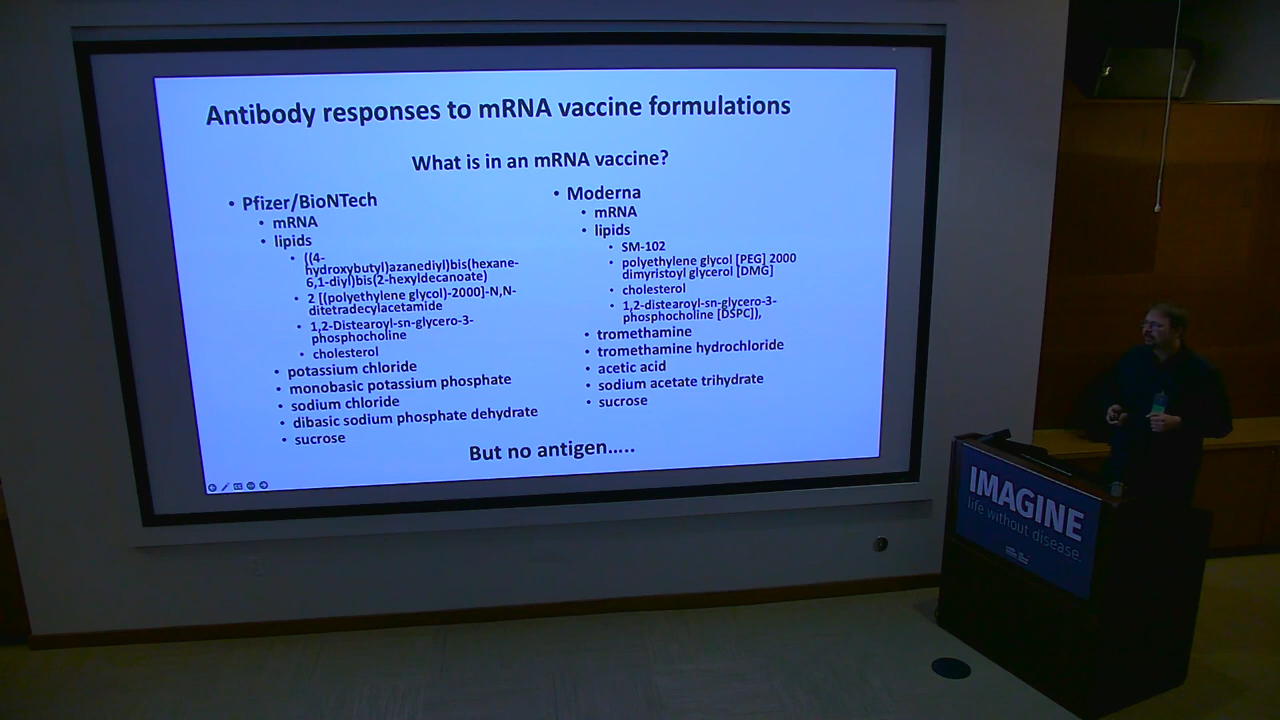 Antibody responses to mRNA vaccine formulations
What is in an mRNA vaccine?
• Pfizer/BioNTech
• mRNA
• lipids
• ((4-
hydroxybutyl)azanediyl)bis(hexane-
6,1-diyl)bis(2-hexyldecanoate)
• 2 [(polyethylene glycol)-2000]-N,N-
ditetradecylacetamide
• 1,2-Distearoyl-sn-glycero-3-
phosphocholine
• cholesterol
• potassium chloride
• monobasic potassium phosphate
• sodium chloride
• dibasic sodium phosphate dehydrate
• sucrose
• Moderna
• mRNA
• lipids
• SM-102
• polyethylene glycol [PEG] 2000
dimyristoyl glycerol [DMG]
• cholesterol
• 1,2-distearoyl-sn-glycero-3-
phosphocholine [DSPC]),
• tromethamine
• tromethamine hydrochloride
• acetic acid
• sodium acetate trihydrate
• sucrose
But no antigen.....
IMAGINE
life without disease.